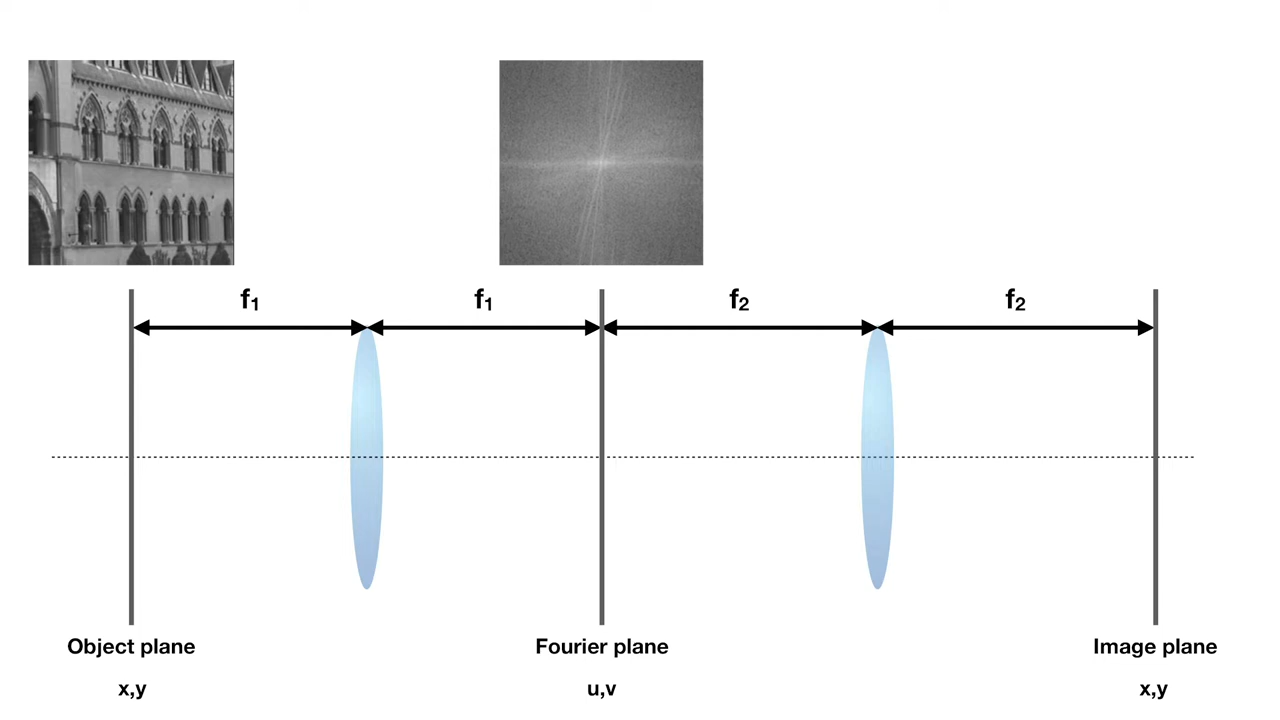 f₁
f₁
f₂
f₂
Object plane
Fourier plane
Image plane
x,y
u,v
x,y